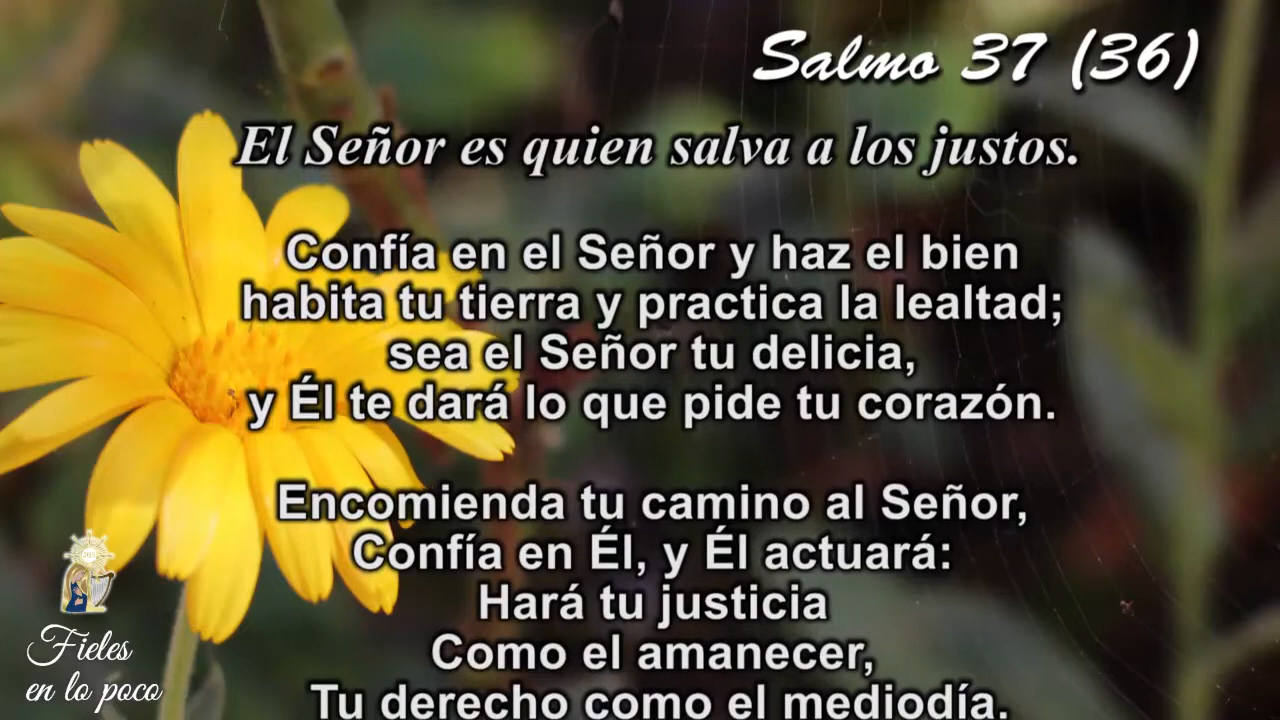 Salmo 37 (36)
El Señor es quien salva a los justos.
Confía en el Señor y haz el bien
habita tu tierra y practica la lealtad;
sea el Señor tu delicia,
y Él te dará lo que pide tu corazón.
Encomienda tu camino al Señor,
Confía en Él, y Él actuará:
Hará tu justicia
Como el amanecer,
Tu derecho como el mediodía.
Fieles
en lo poco